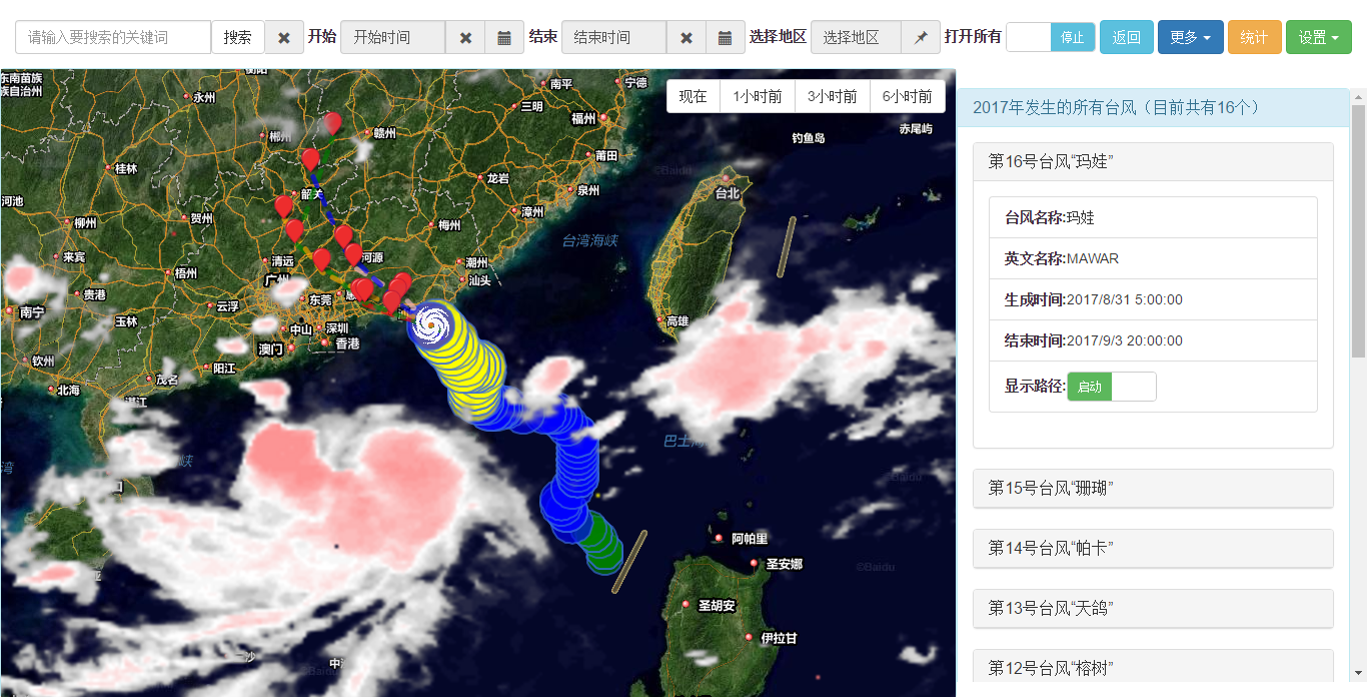 请输入要搜索的关键词 搜索 开始 开始时间 结束 结束时间 选择地区 选择地区 打开所有 停止 返回 更多 统计 设置
现在 1小时前 3小时前 6小时前
东南苗族
族自治州
衡阳
永州
郴州
赣州
南平
宁德
三明
福州
钓鱼岛
赤尾屿
莆田
桂林
©Baidu
龙岩
泉州
台北
韶关
河池
柳州
贺州
漳州
梅州
台湾海峡
来宾
清远
河源
潮州
梧州
广州
汕头
贵港
东莞
云浮
南宁
玉林
中山
深圳
高雄
澳门
香港
钦州
阳江
茂名
北海
湛江
巴士海
峡
湾
©Baidu
阿帕里
圣安娜
©Baidu
圣胡安
伊拉甘
一沙
中沙
©Baidu
2017年发生的所有台风（目前共有16个）
第16号台风“玛娃”
台风名称:玛娃
英文名称:MAWAR
生成时间:2017/8/31 5:00:00
结束时间:2017/9/3 20:00:00
显示路径: 启动
第15号台风“珊瑚”
第14号台风“帕卡”
第13号台风“天鸽”
第12号台风“榕树”